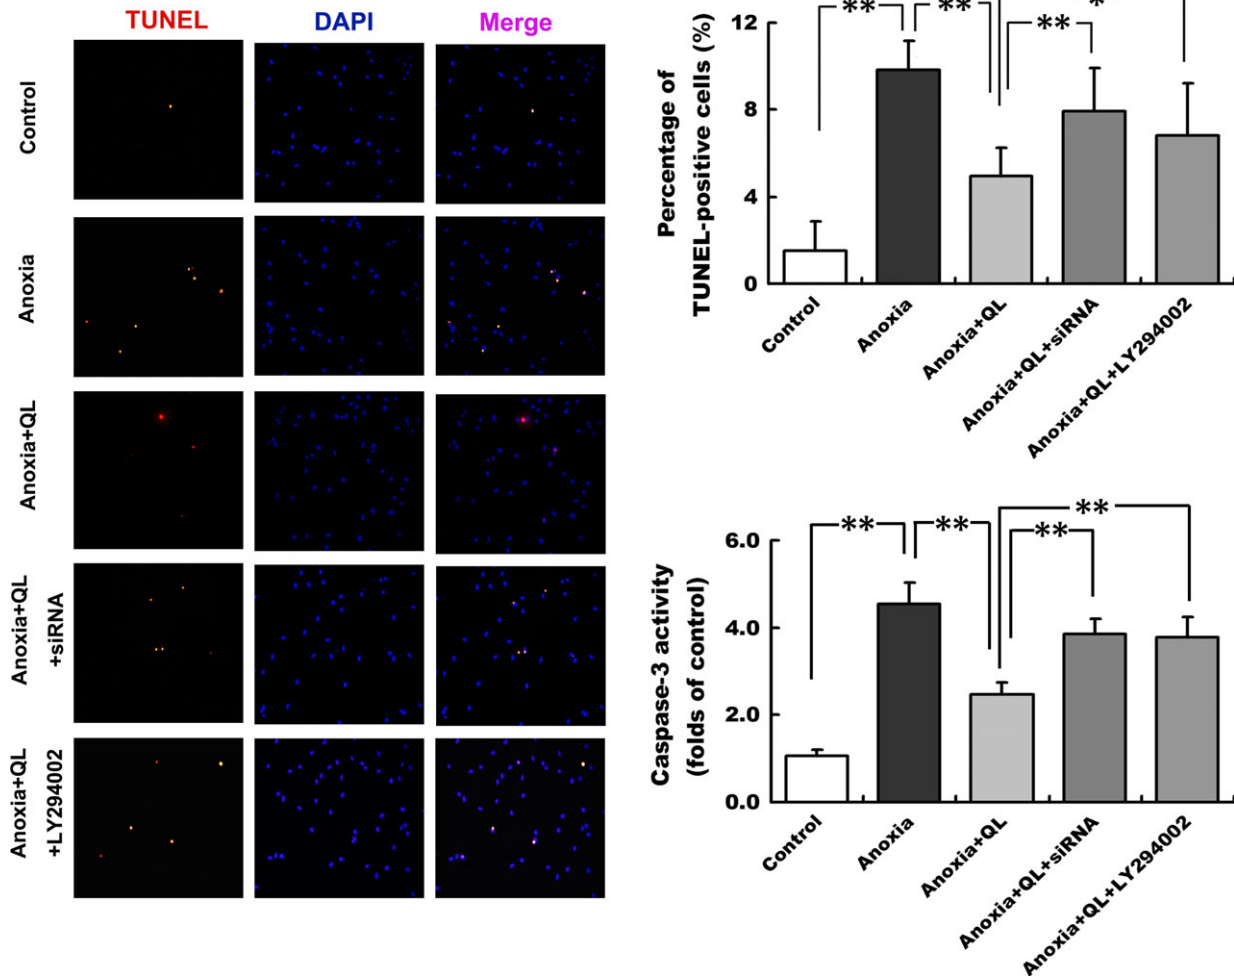 TUNEL DAPI Merge
Control
Anoxia
Anoxia+QL
Anoxia+QL
+siRNA
Anoxia+QL
+LY294002
Percentage of
TUNEL-positive cells (%)
** ** *
**
12
8
4
0
Control
Anoxia
Anoxia+QL
Anoxia+QL+siRNA
Anoxia+QL+LY294002
Caspase-3 activity
(folds of control)
**
** ** **
6.0
4.0
2.0
0.0
Control
Anoxia
Anoxia+QL
Anoxia+QL+siRNA
Anoxia+QL+LY294002